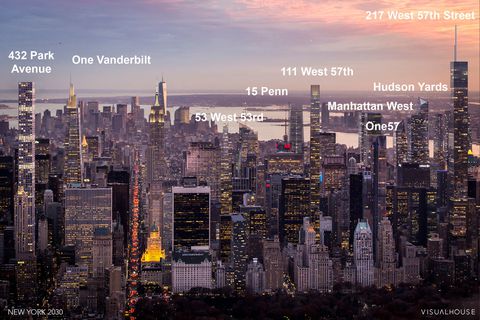 217 West 57th Street
432 Park
Avenue
One Vanderbilt
111 West 57th
Hudson Yards
15 Penn
Manhattan West
53 West 53rd
One57
NEW YORK 2030
VISUALHOUSE